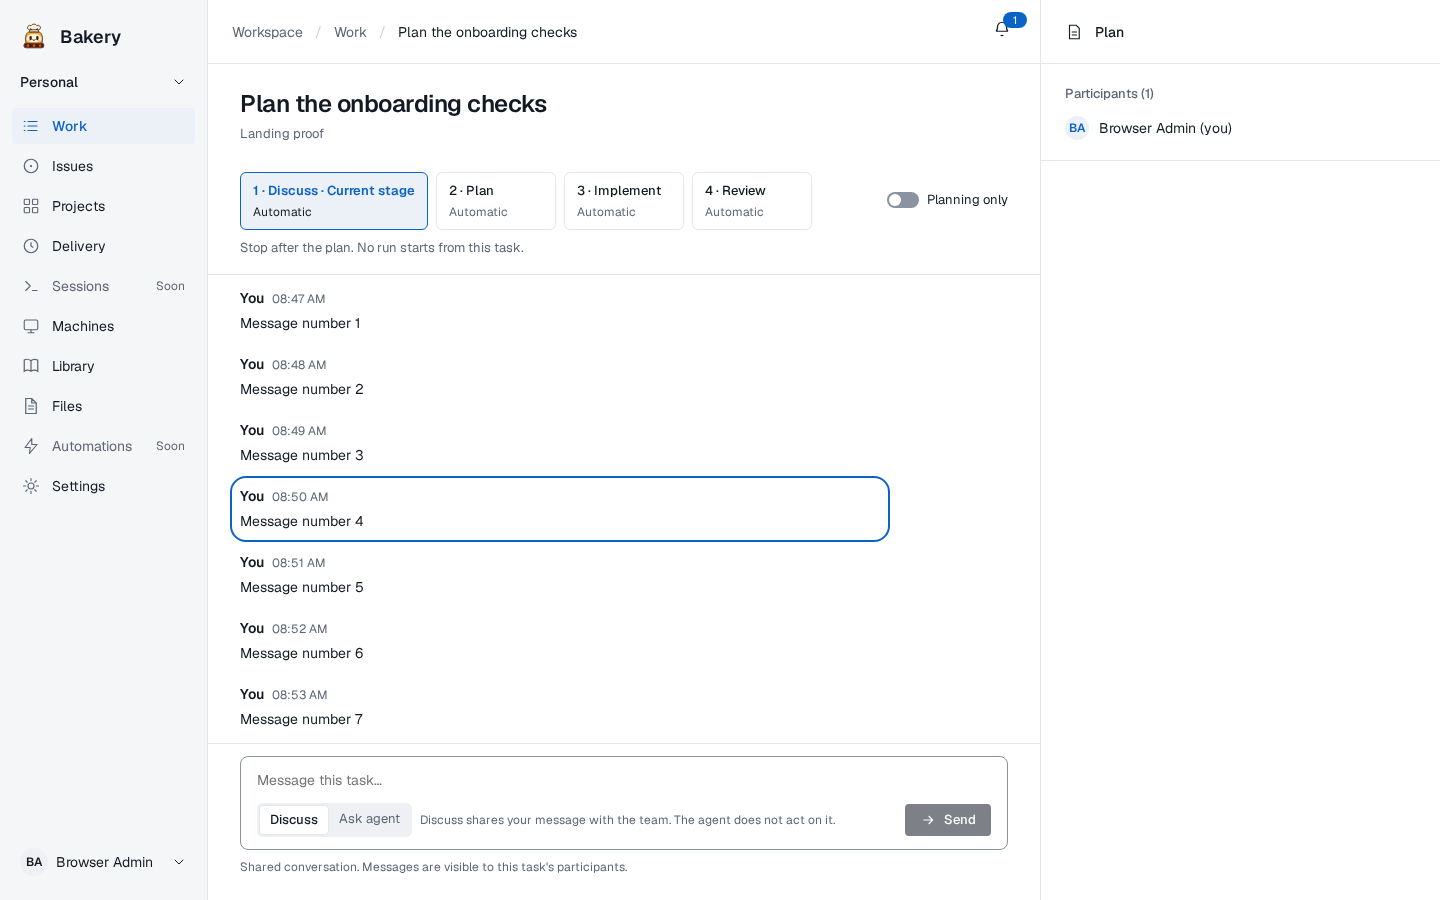 Bakery
Personal
Work
Issues
Projects
Delivery
Sessions Soon
Machines
Library
Files
Automations Soon
Settings
BA Browser Admin
Workspace / Work / Plan the onboarding checks
1
Plan the onboarding checks
Landing proof
1 · Discuss · Current stage
Automatic
2 · Plan
Automatic
3 · Implement
Automatic
4 · Review
Automatic
Planning only
Stop after the plan. No run starts from this task.
You 08:47 AM
Message number 1
You 08:48 AM
Message number 2
You 08:49 AM
Message number 3
You 08:50 AM
Message number 4
You 08:51 AM
Message number 5
You 08:52 AM
Message number 6
You 08:53 AM
Message number 7
Message this task…
Discuss Ask agent Discuss shares your message with the team. The agent does not act on it. Send
Shared conversation. Messages are visible to this task's participants.
Plan
Participants (1)
BA Browser Admin (you)